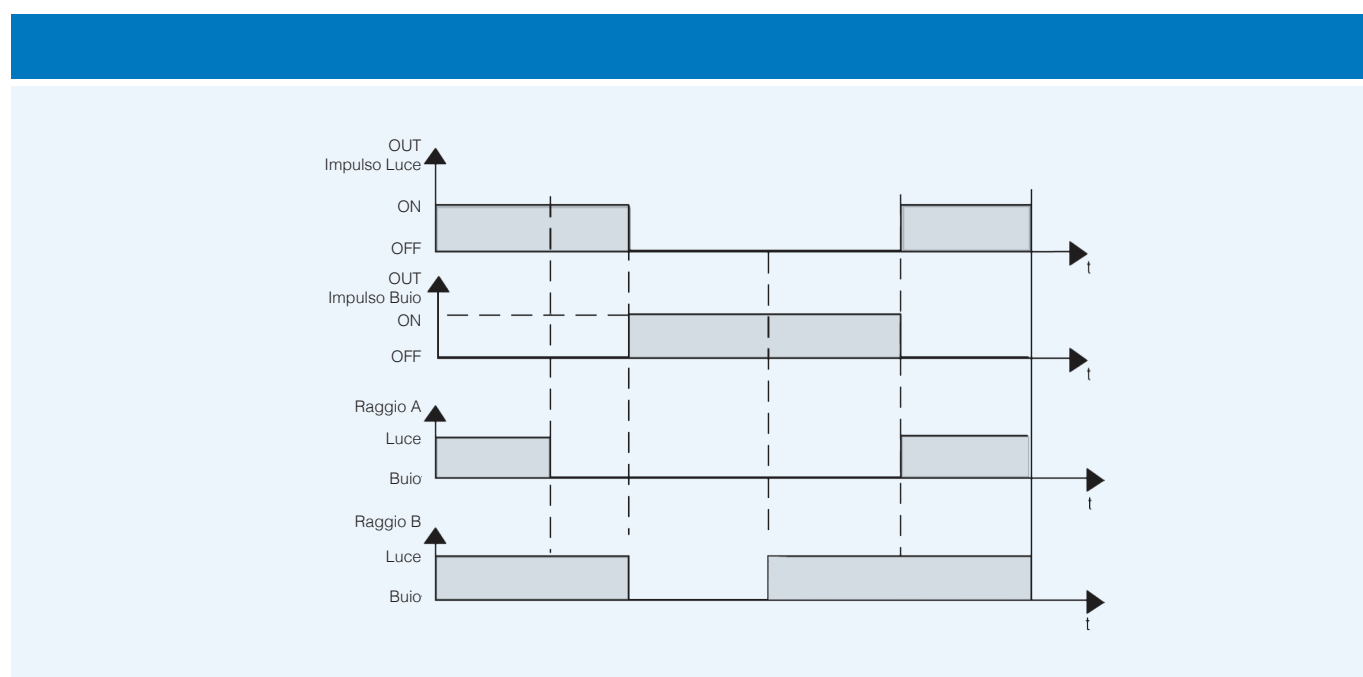 OUT
Impulso Luce
ON
OFF
t
OUT
Impulso Buio
ON
OFF
t
Raggio A
Luce
Buio
t
Raggio B
Luce
Buio
t